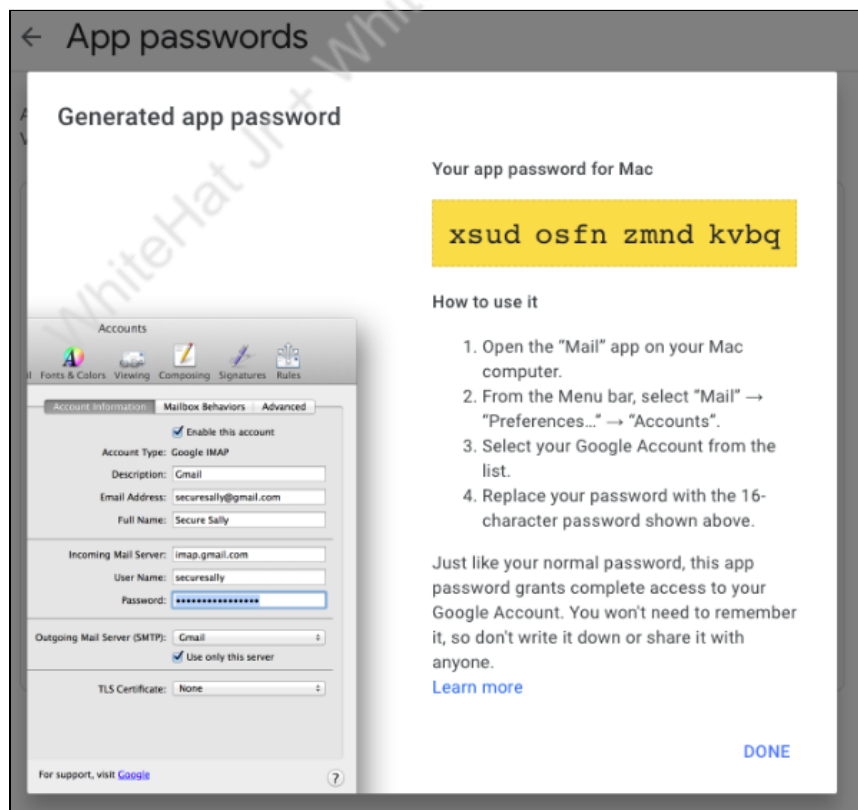 ← App passwords
WhiteHat Jr + White
Generated app password
Your app password for Mac
xsud osfn zmnd kvbq
How to use it
1. Open the “Mail” app on your Mac
computer.
2. From the Menu bar, select “Mail” →
“Preferences…” → “Accounts”.
3. Select your Google Account from the
list.
4. Replace your password with the 16-
character password shown above.
Just like your normal password, this app
password grants complete access to your
Google Account. You won't need to remember
it, so don't write it down or share it with
anyone.
Learn more
DONE
Accounts
Fonts & Colors Viewing Composing Signatures Rules
Account Information Mailbox Behaviors Advanced
Enable this account
Account Type: Google IMAP
Description: Gmail
Email Address: securesally@gmail.com
Full Name: Secure Sally
Incoming Mail Server: imap.gmail.com
User Name: securesally
Password: ••••••••••••••••
Outgoing Mail Server (SMTP): Gmail
Use only this server
TLS Certificate: None
For support, visit Google
?